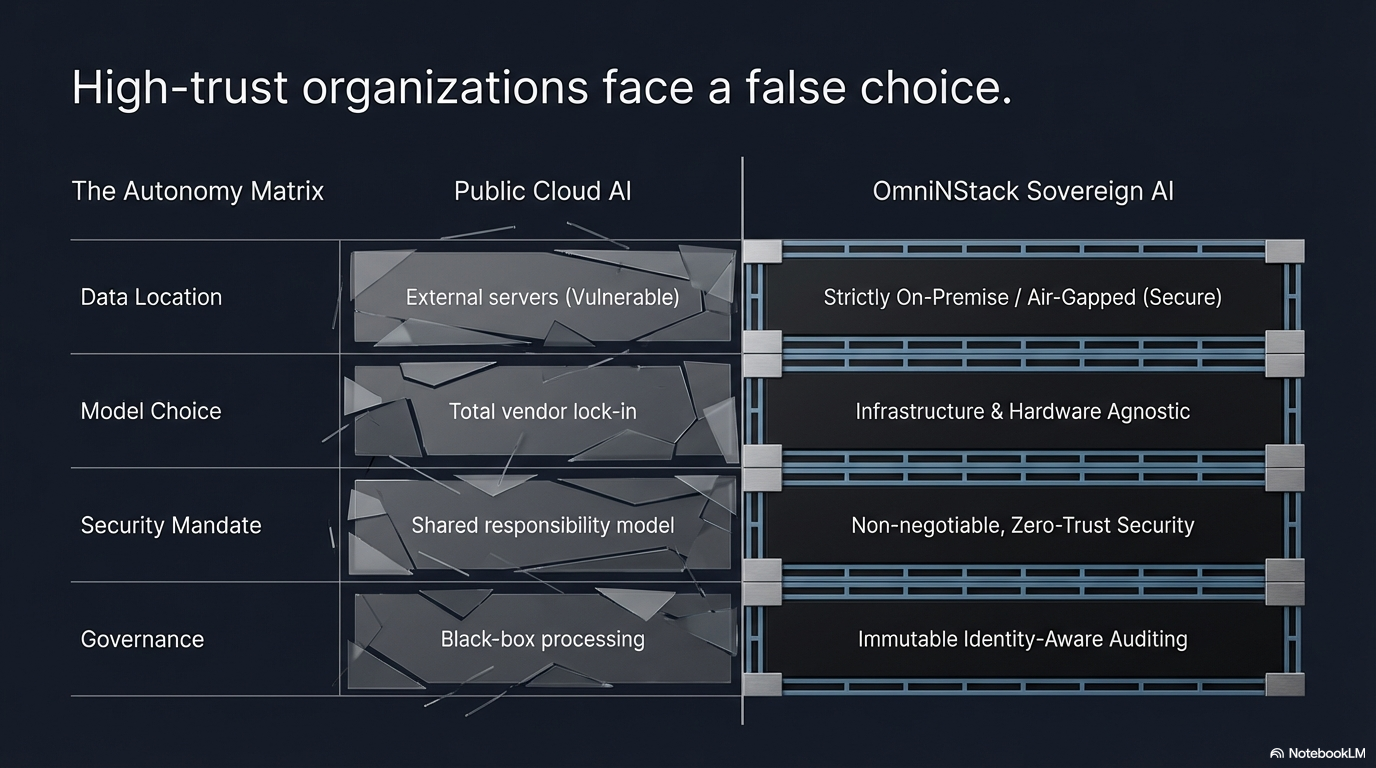 High-trust organizations face a false choice.
The Autonomy Matrix
Public Cloud AI
OmniNStack Sovereign AI
Data Location
External servers (Vulnerable)
Strictly On-Premise / Air-Gapped (Secure)
Model Choice
Total vendor lock-in
Infrastructure & Hardware Agnostic
Security Mandate
Shared responsibility model
Non-negotiable, Zero-Trust Security
Governance
Black-box processing
Immutable Identity-Aware Auditing
NotebookLM